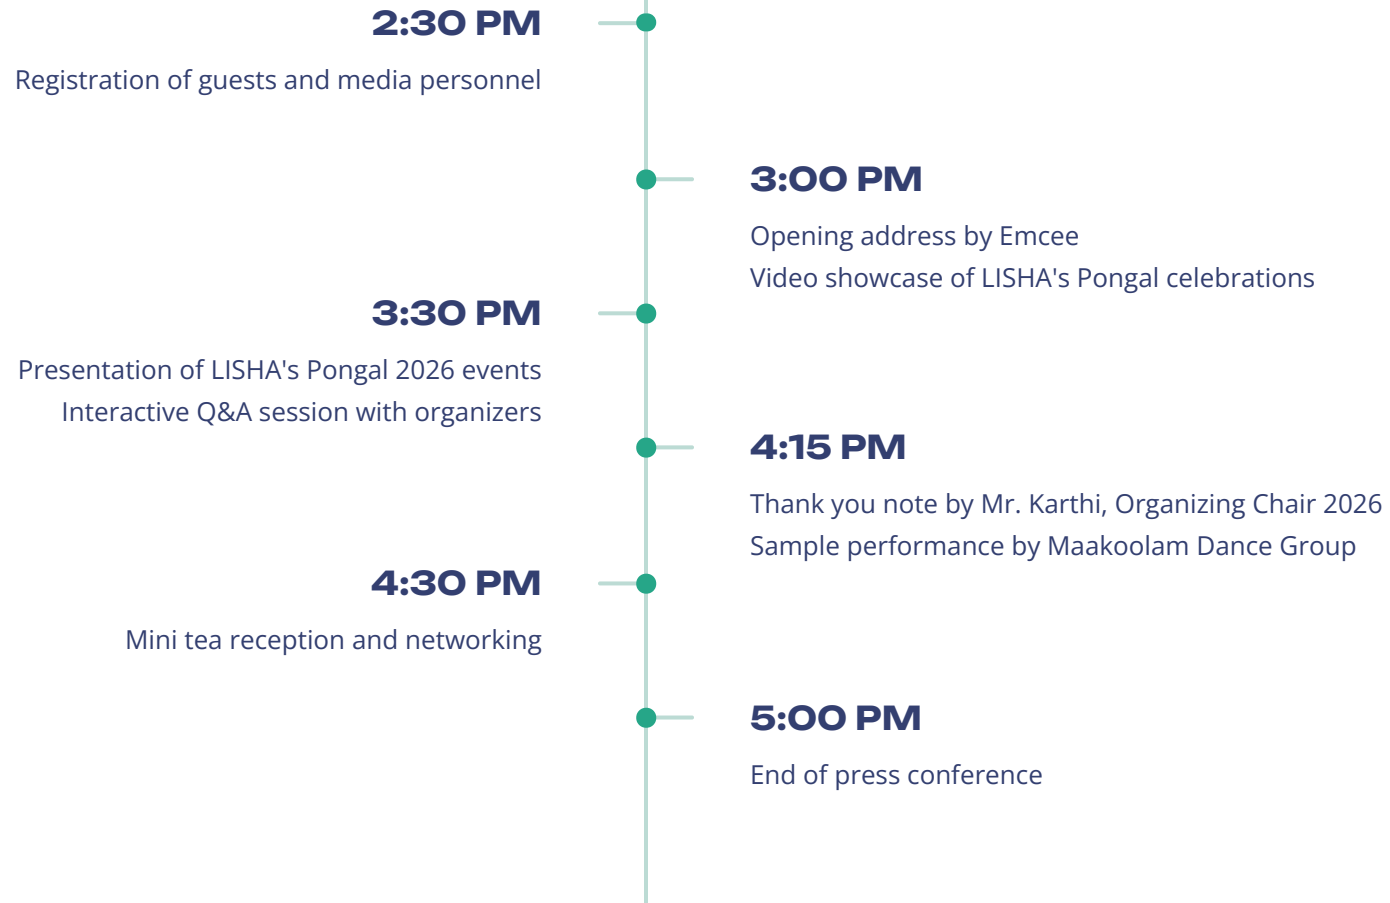 2:30 PM
Registration of guests and media personnel
3:00 PM
Opening address by Emcee
Video showcase of LISHA's Pongal celebrations
3:30 PM
Presentation of LISHA's Pongal 2026 events
Interactive Q&A session with organizers
4:15 PM
Thank you note by Mr. Karthi, Organizing Chair 2026
Sample performance by Maakoolam Dance Group
4:30 PM
Mini tea reception and networking
5:00 PM
End of press conference